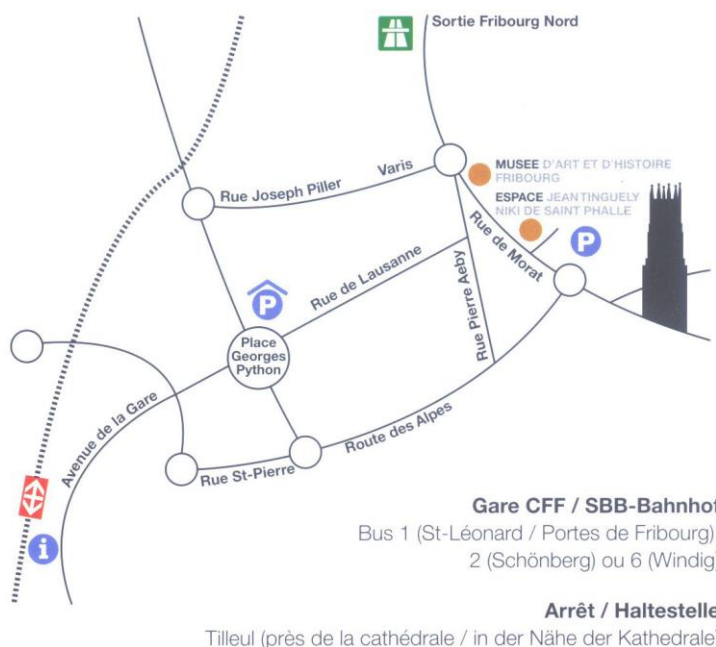 Sortie Fribourg Nord
MUSEE D'ART ET D'HISTOIRE
FRIBOURG
Varis
Rue Joseph Piller
ESPACE JEAN TINGUELY
NIKI DE SAINT PHALLE
P
Rue de Morat
Rue de Lausanne
P
Rue Pierre Aeby
Place
Georges
Python
Avenue de la Gare
Route des Alpes
Rue St-Pierre
i
Gare CFF / SBB-Bahnhof
Bus 1 (St-Léonard / Portes de Fribourg)
2 (Schönberg) ou 6 (Windig)
Arrêt / Haltestelle
Tilleul (près de la cathédrale / in der Nähe der Kathedrale)